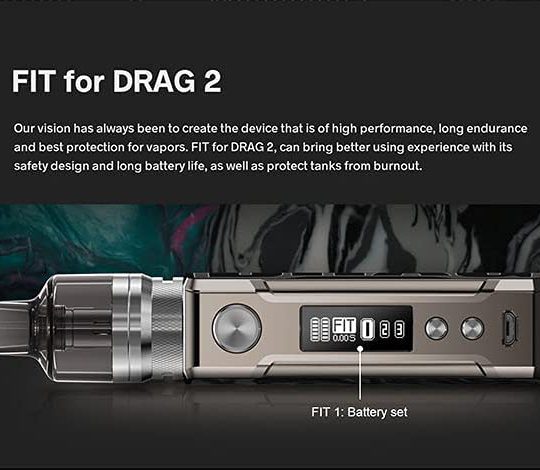 FIT for DRAG 2
Our vision has always been to create the device that is of high performance, long endurance
and best protection for vapors. FIT for DRAG 2, can bring better using experience with its
safety design and long battery life, as well as protect tanks from burnout.
FIT 1 2 3
0.00S
FIT 1: Battery set